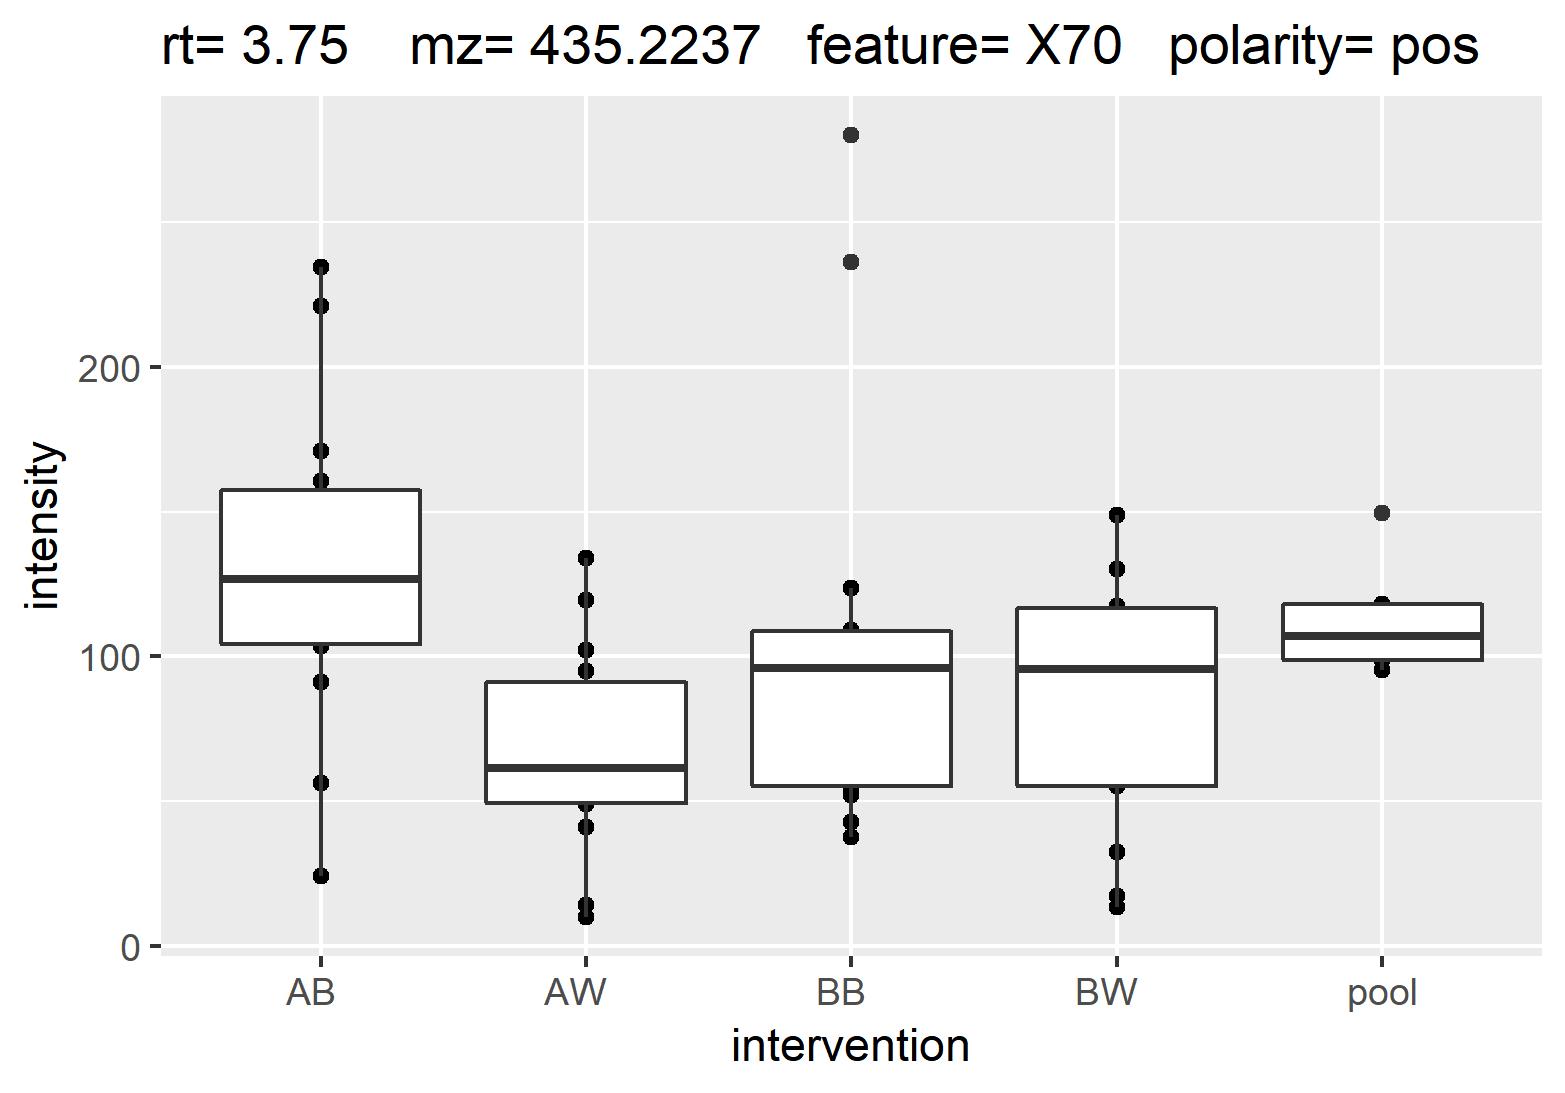 rt= 3.75 mz= 435.2237 feature= X70 polarity= pos
intensity
200
100
0
AB AW BB BW pool
intervention